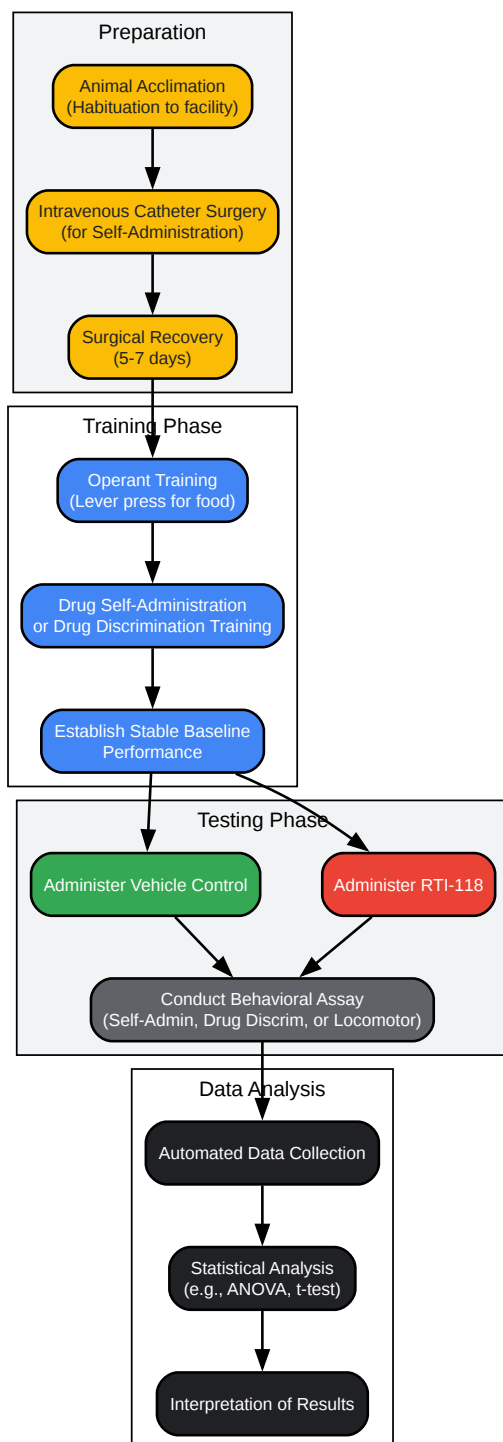 Preparation
Animal Acclimation
(Habituation to facility)
Intravenous Catheter Surgery
(for Self-Administration)
Surgical Recovery
(5-7 days)
Training Phase
Operant Training
(Lever press for food)
Drug Self-Administration
or Drug Discrimination Training
Establish Stable Baseline
Performance
Testing Phase
Administer Vehicle Control
Administer RTI-118
Conduct Behavioral Assay
(Self-Admin, Drug Discrim, or Locomotor)
Data Analysis
Automated Data Collection
Statistical Analysis
(e.g., ANOVA, t-test)
Interpretation of Results